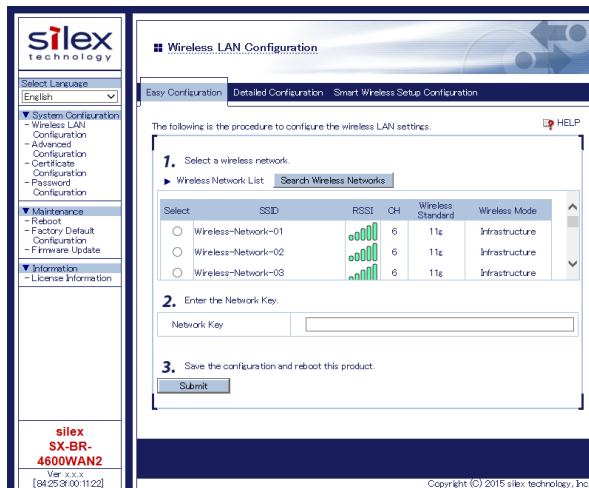 silex
technology
Select Language
English
▼ System Configuration
- Wireless LAN
Configuration
- Advanced
Configuration
- Certificate
Configuration
- Password
Configuration
▼ Maintenance
- Reboot
- Factory Default
Configuration
- Firmware Update
▼ Information
- License Information
silex
SX-BR-
4600WAN2
Ver x.x.x
[84:25:3f:00:11:22]
Wireless LAN Configuration
Easy Configuration Detailed Configuration Smart Wireless Setup Configuration
The following is the procedure to configure the wireless LAN settings.
HELP
1. Select a wireless network.
▶ Wireless Network List Search Wireless Networks
Select SSID RSSI CH Wireless Standard Wireless Mode
Wireless-Network-01 6 11g Infrastructure
Wireless-Network-02 6 11g Infrastructure
Wireless-Network-03 6 11g Infrastructure
2. Enter the Network Key.
Network Key
3. Save the configuration and reboot this product.
Submit
Copyright (C) 2015 silex technology, Inc